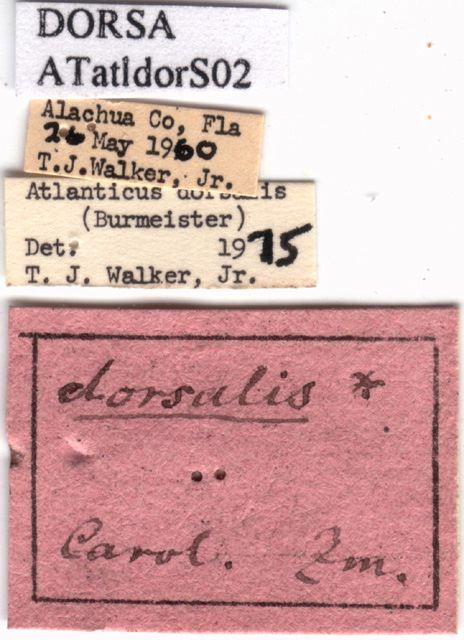 DORSA
ATatldorS02
Alachua Co, Fla
26 May 1960
T.J.Walker, Jr.
Atlanticus dorsalis
(Burmeister)
Det: 1975
T. J. Walker, Jr.
dorsalis *
Carol. Zm.